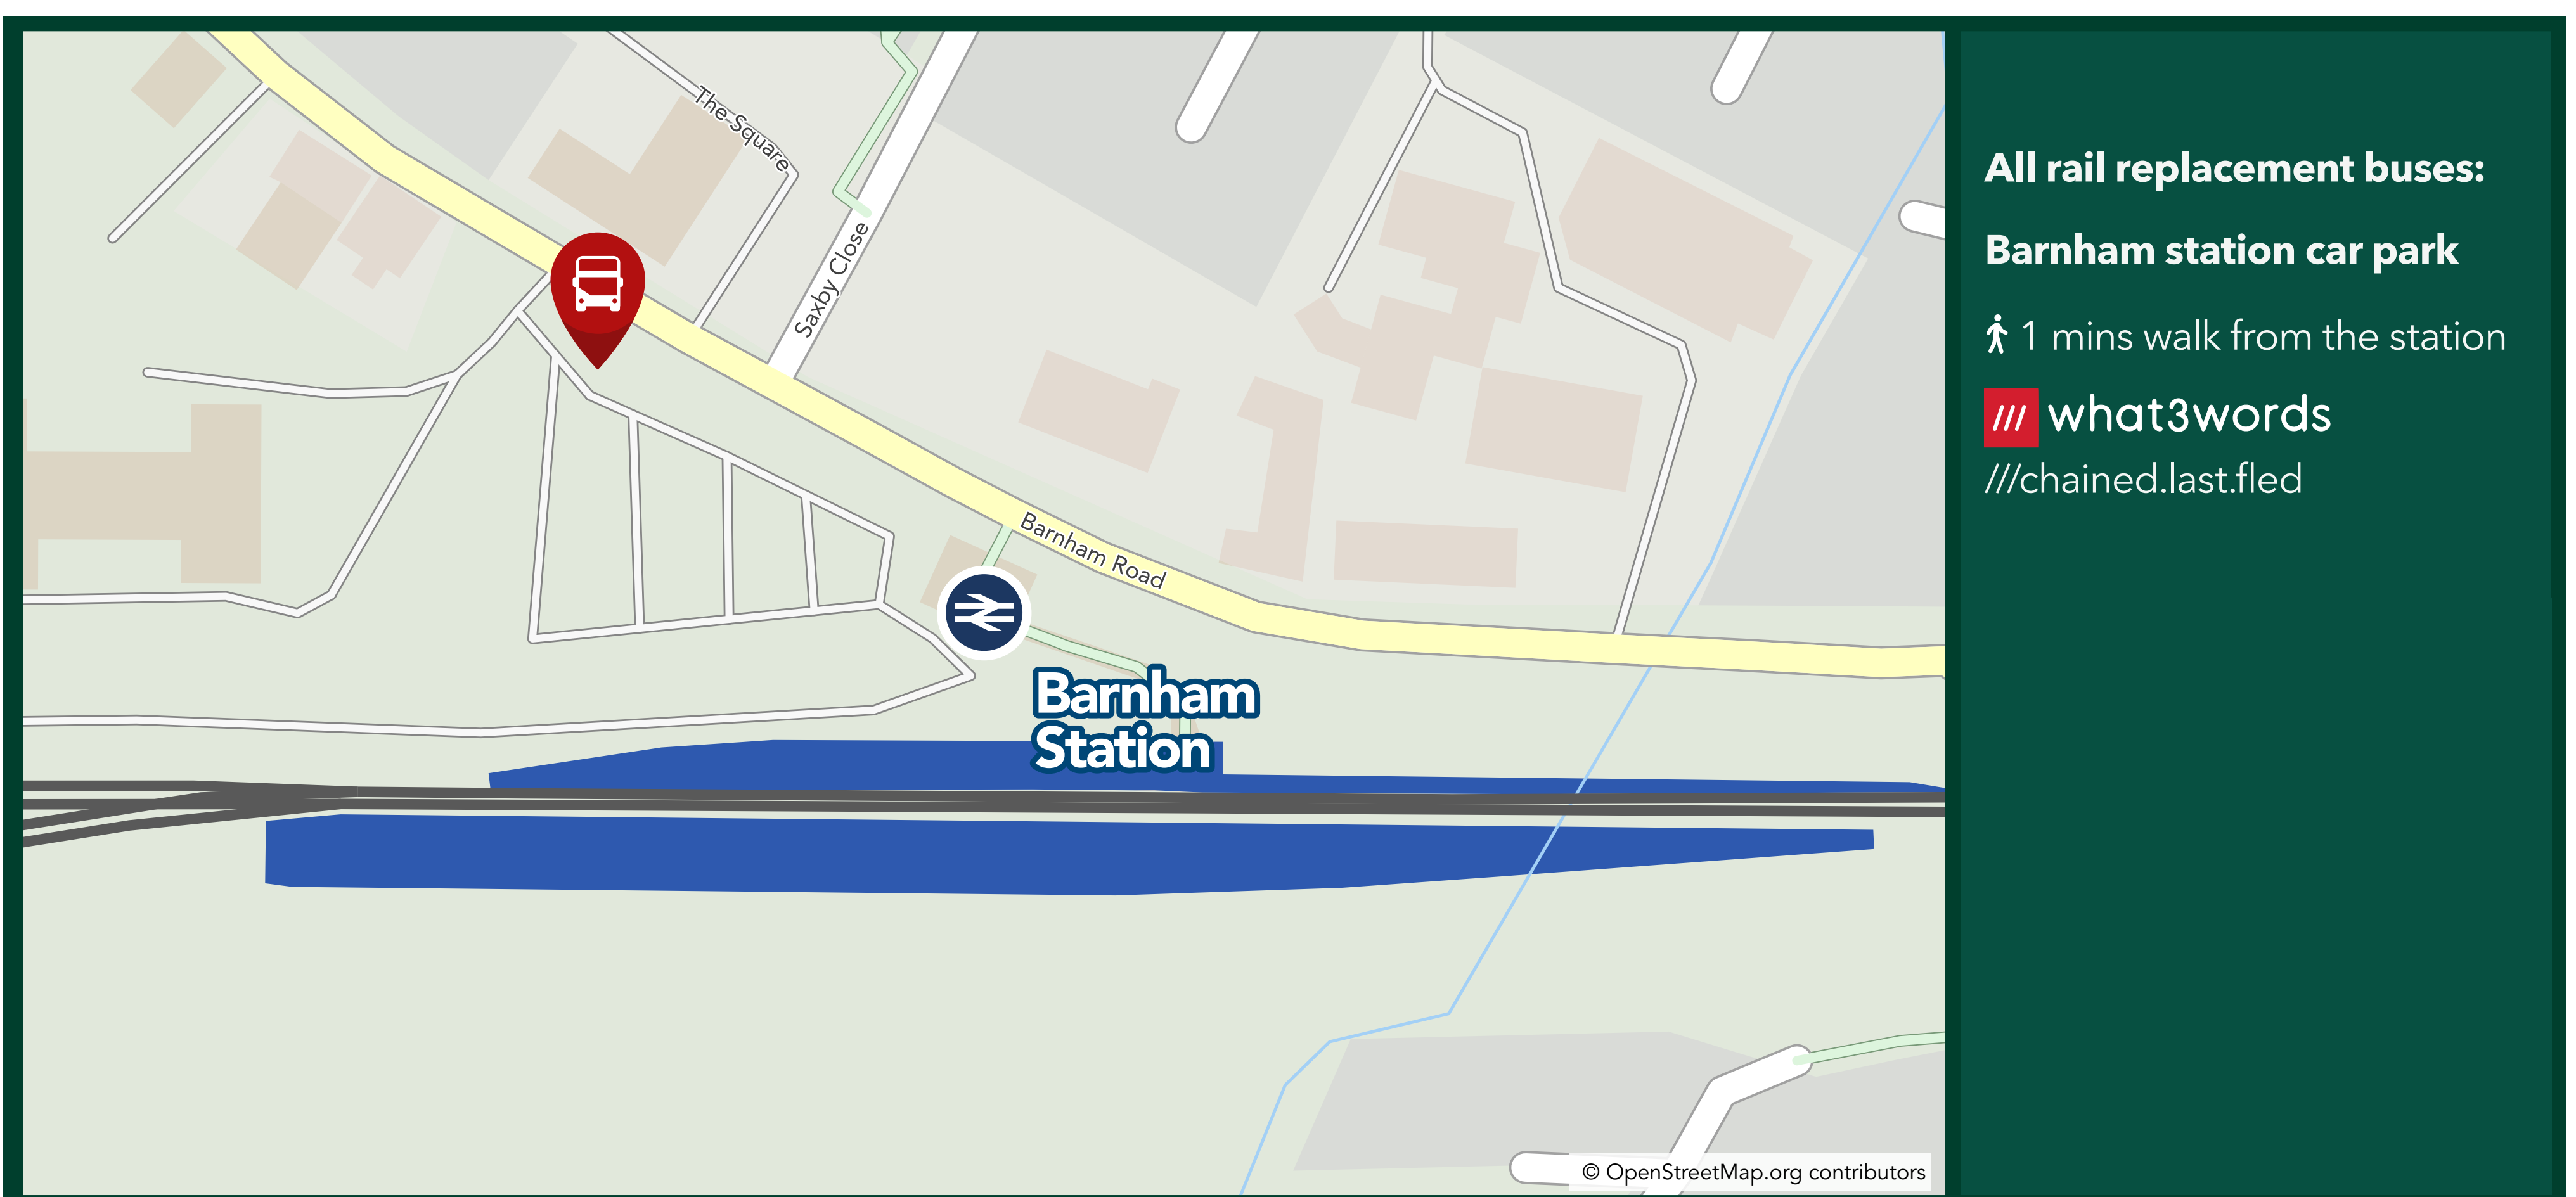 The Square
Saxby Close
Barnham Road
Barnham
Station
© OpenStreetMap.org contributors
All rail replacement buses:
Barnham station car park
1 mins walk from the station
what3words
///chained.last.fled